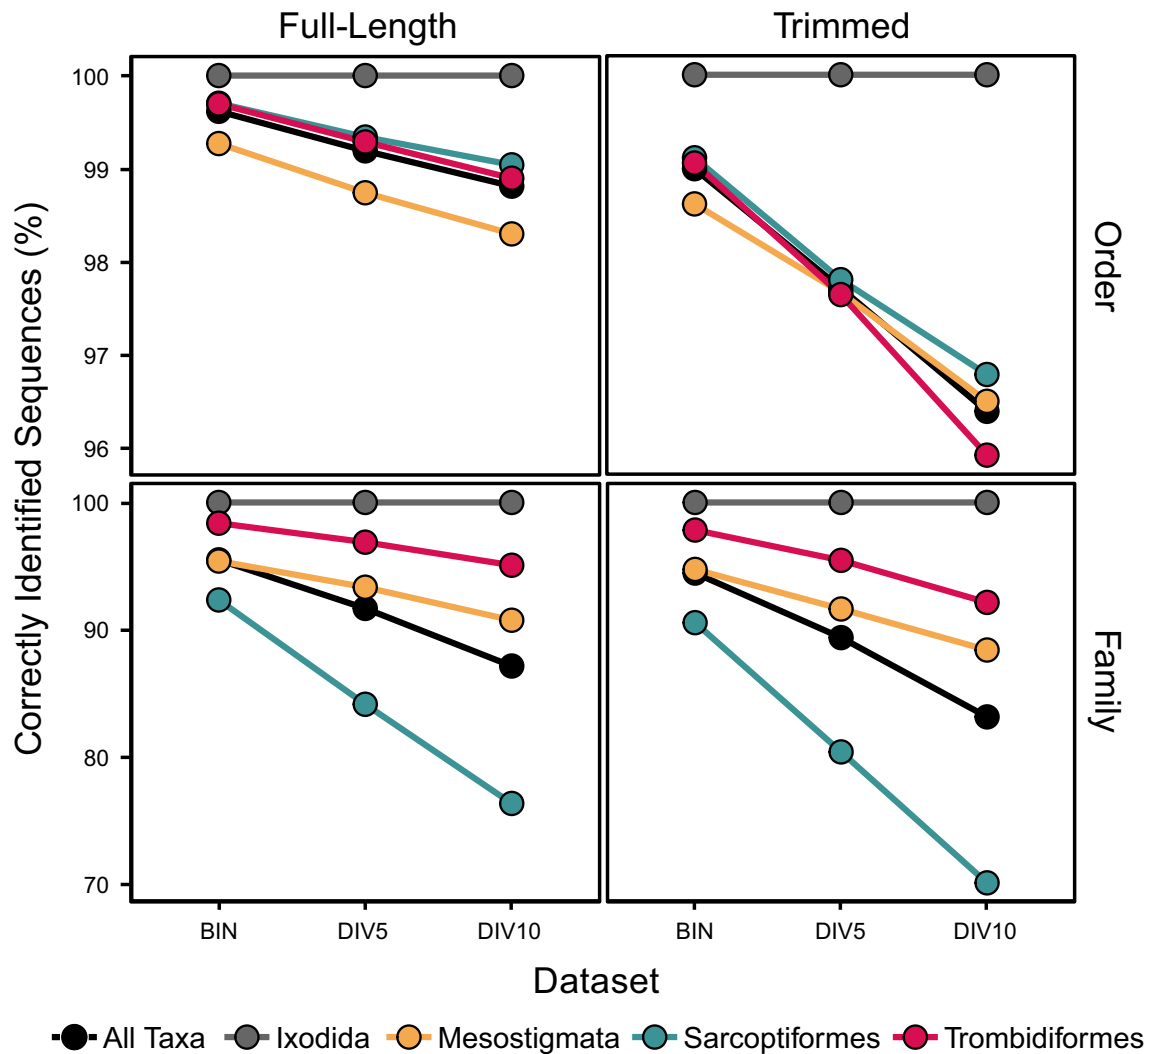 Full-Length Trimmed
Correctly Identified Sequences (%)
100
99
98
97
96
Order
100
90
80
70
Family
BIN DIV5 DIV10 BIN DIV5 DIV10
Dataset
All Taxa Ixodida Mesostigmata Sarcoptiformes Trombidiformes